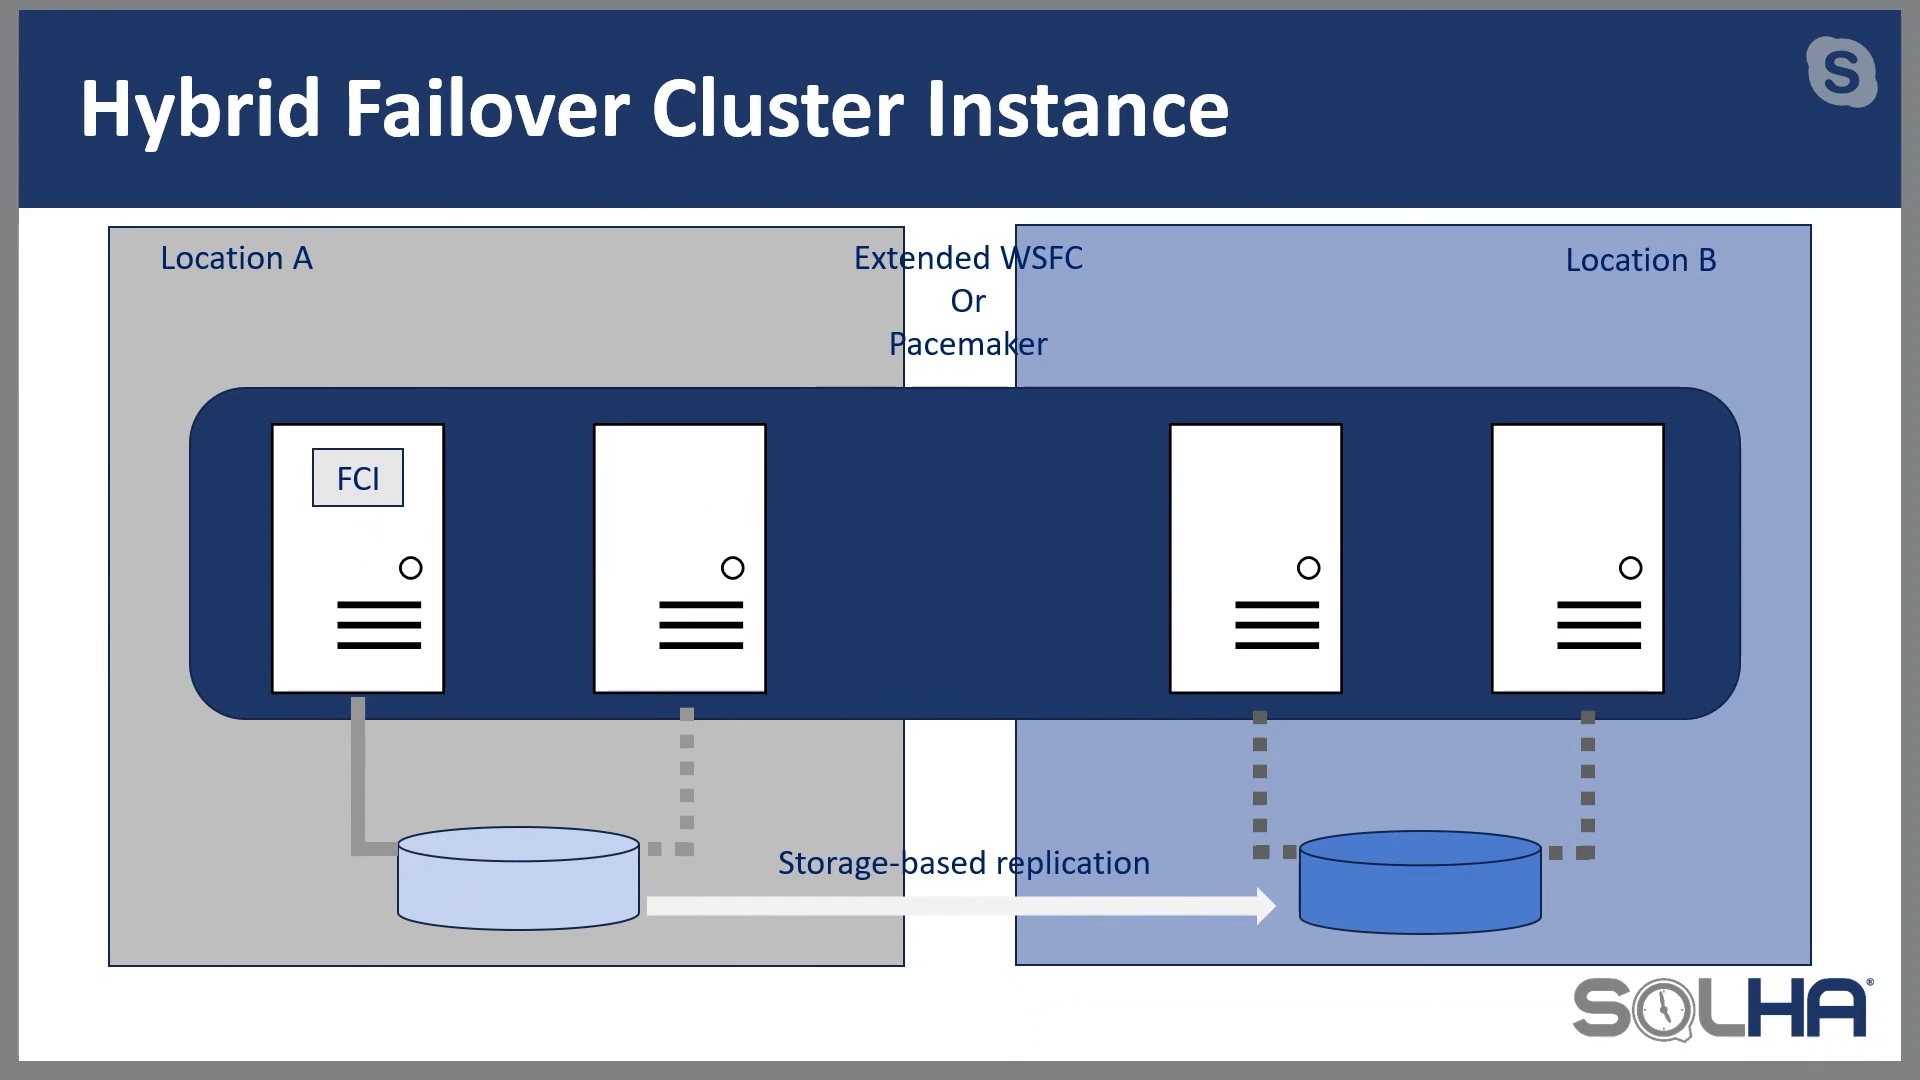 Hybrid Failover Cluster Instance
S
Location A
Extended WSFC
Or
Pacemaker
Location B
FCI
Storage-based replication
SQLHA®